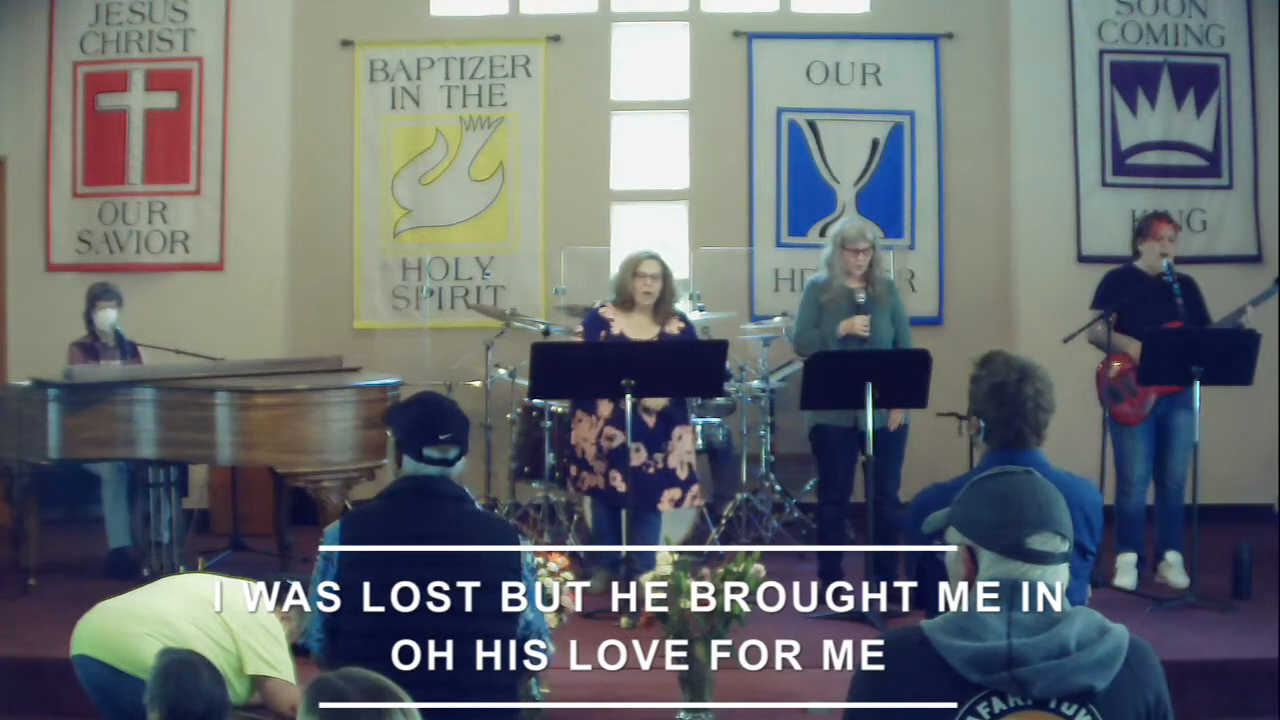 JESUS
CHRIST
OUR
SAVIOR
BAPTIZER
IN THE
HOLY
SPIRIT
OUR
SOON
COMING
KING
I WAS LOST BUT HE BROUGHT ME IN
OH HIS LOVE FOR ME